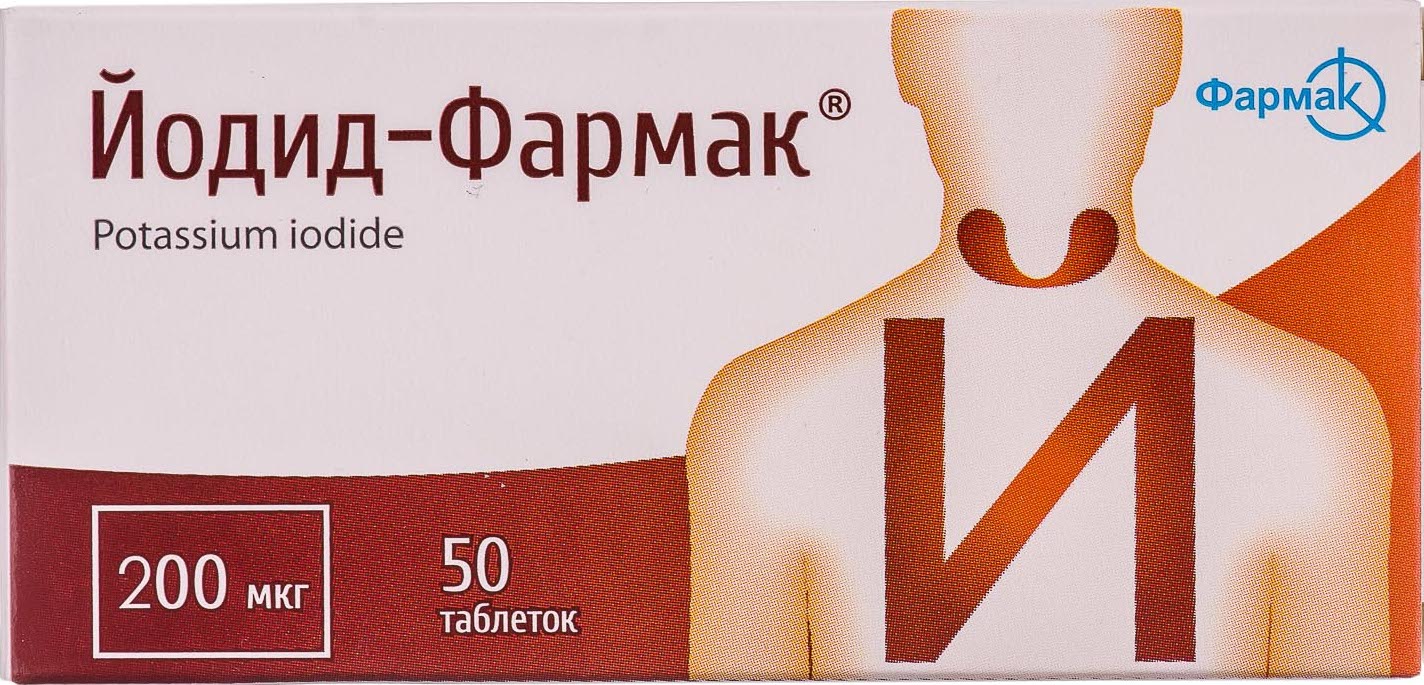 Йодид-Фармак®
Potassium iodide
Фармак
200 мкг
50
таблеток
Й